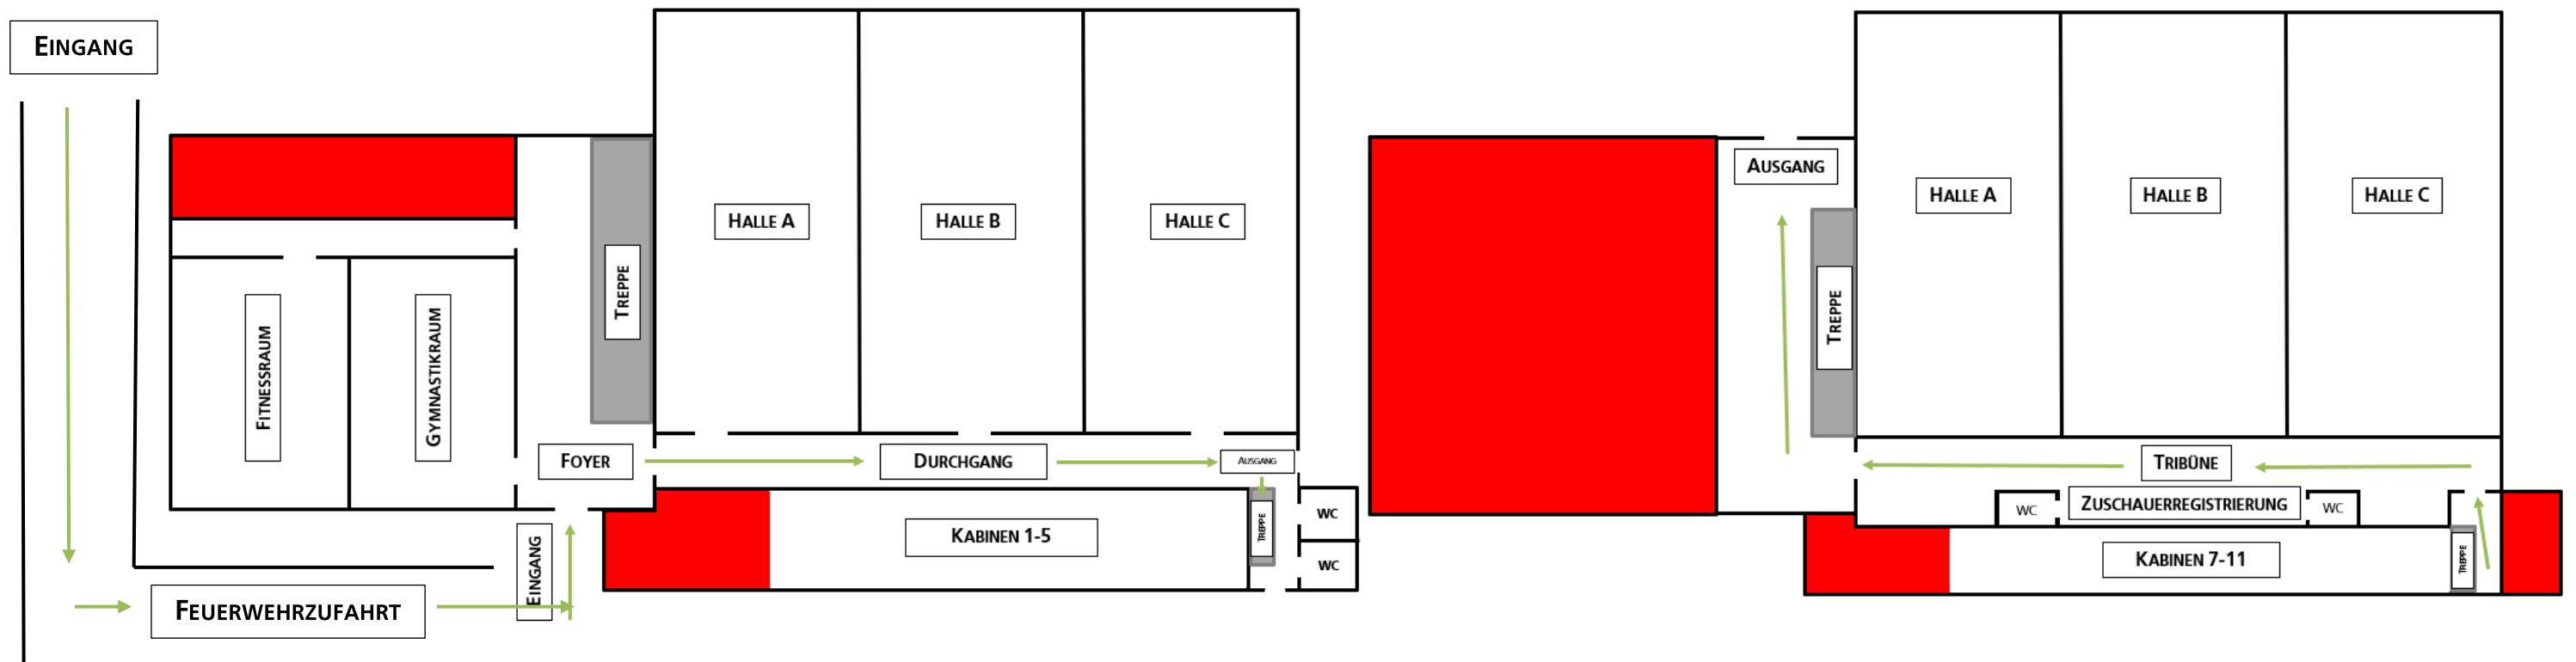 EINGANG
FITNESSRAUM
GYMNASTIKRAUM
TREPPE
HALLE A
HALLE B
HALLE C
FOYER
DURCHGANG
AUSGANG
KABINEN 1-5
TREPPE
WC
WC
EINGANG
FEUERWEHRZUFAHRT
AUSGANG
TREPPE
HALLE A
HALLE B
HALLE C
TRIBÜNE
WC
ZUSCHAUERREGISTRIERUNG
WC
KABINEN 7-11
TREPPE